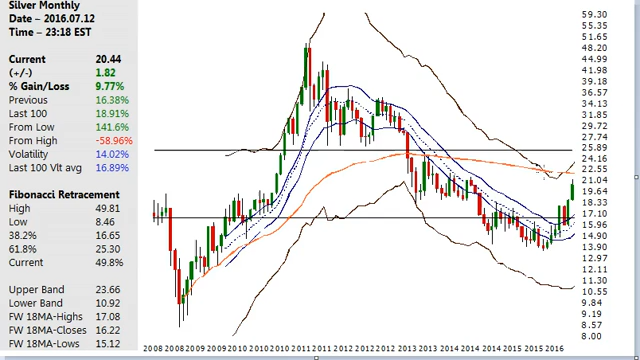 Silver Monthly
Date ~ 2016.07.12
Time ~ 23:18 EST
Current 20.44
(+/-) 1.82
% Gain/Loss 9.77%
Previous 16.38%
Last 100 18.91%
From Low 141.6%
From High -58.96%
Volatility 14.02%
Last 100 Vlt avg 16.89%
Fibonacci Retracement
High 49.81
Low 8.46
38.2% 16.65
61.8% 25.30
Current 49.8%
Upper Band 23.66
Lower Band 10.92
FW 18MA-Highs 17.08
FW 18MA-Closes 16.22
FW 18MA-Lows 15.12
59.30
55.35
51.65
48.20
44.99
41.98
39.18
36.57
34.13
31.85
29.72
27.74
25.89
24.16
22.55
21.04
19.64
18.33
17.10
15.96
14.90
13.90
12.97
12.11
11.30
10.55
9.84
9.19
8.57
8.00
2008 2008 2008 2009 2009 2010 2010 2011 2011 2011 2012 2012 2013 2013 2014 2014 2014 2015 2015 2016